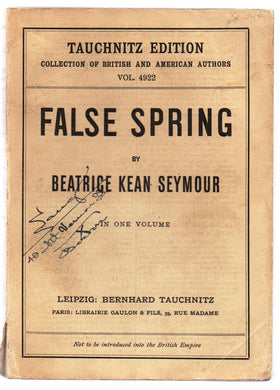 TAUCHNITZ EDITION
COLLECTION OF BRITISH AND AMERICAN AUTHORS
VOL. 4922
FALSE SPRING
BY
BEATRICE KEAN SEYMOUR
IN ONE VOLUME
LEIPZIG: BERNHARD TAUCHNITZ
PARIS: LIBRAIRIE GAULON & FILS, 39, RUE MADAME
Not to be introduced into the British Empire